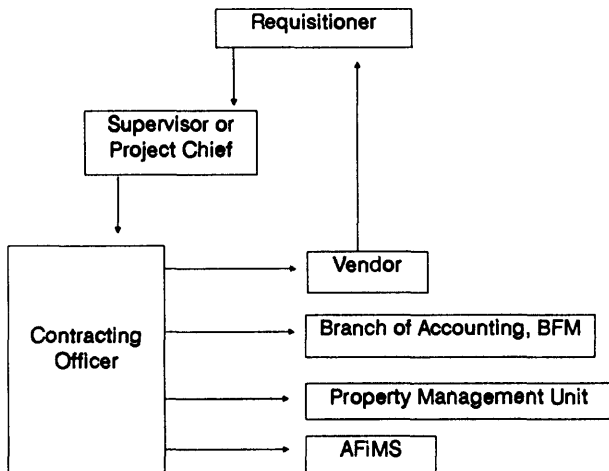 Requisitioner
Supervisor or
Project Chief
Vendor
Contracting
Officer
Branch of Accounting, BFM
Property Management Unit
AFiMS